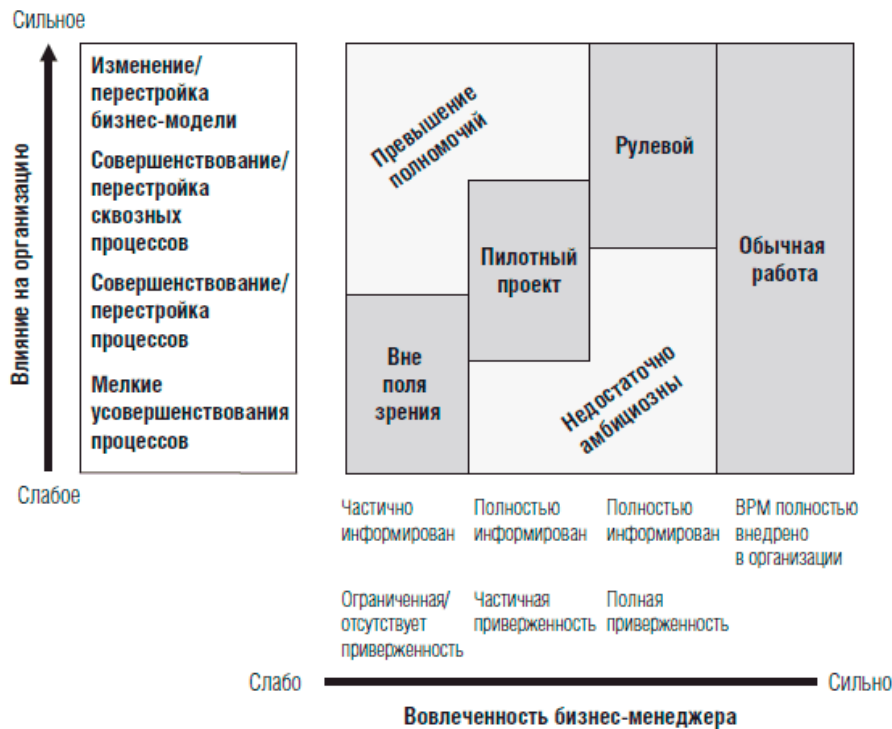 Сильное
Влияние на организацию
Изменение/
перестройка
бизнес-модели
Совершенствование/
перестройка
сквозных
процессов
Совершенствование/
перестройка
процессов
Мелкие
усовершенствования
процессов
Слабое
Превышение
полномочий
Рулевой
Пилотный
проект
Обычная
работа
Вне
поля
зрения
Недостаточно
амбициозны
Частично
информирован
Полностью
информирован
Полностью
информирован
BPM полностью
внедрено
в организации
Ограниченная/
отсутствует
приверженность
Частичная
приверженность
Полная
приверженность
Слабо
Сильно
Вовлеченность бизнес-менеджера